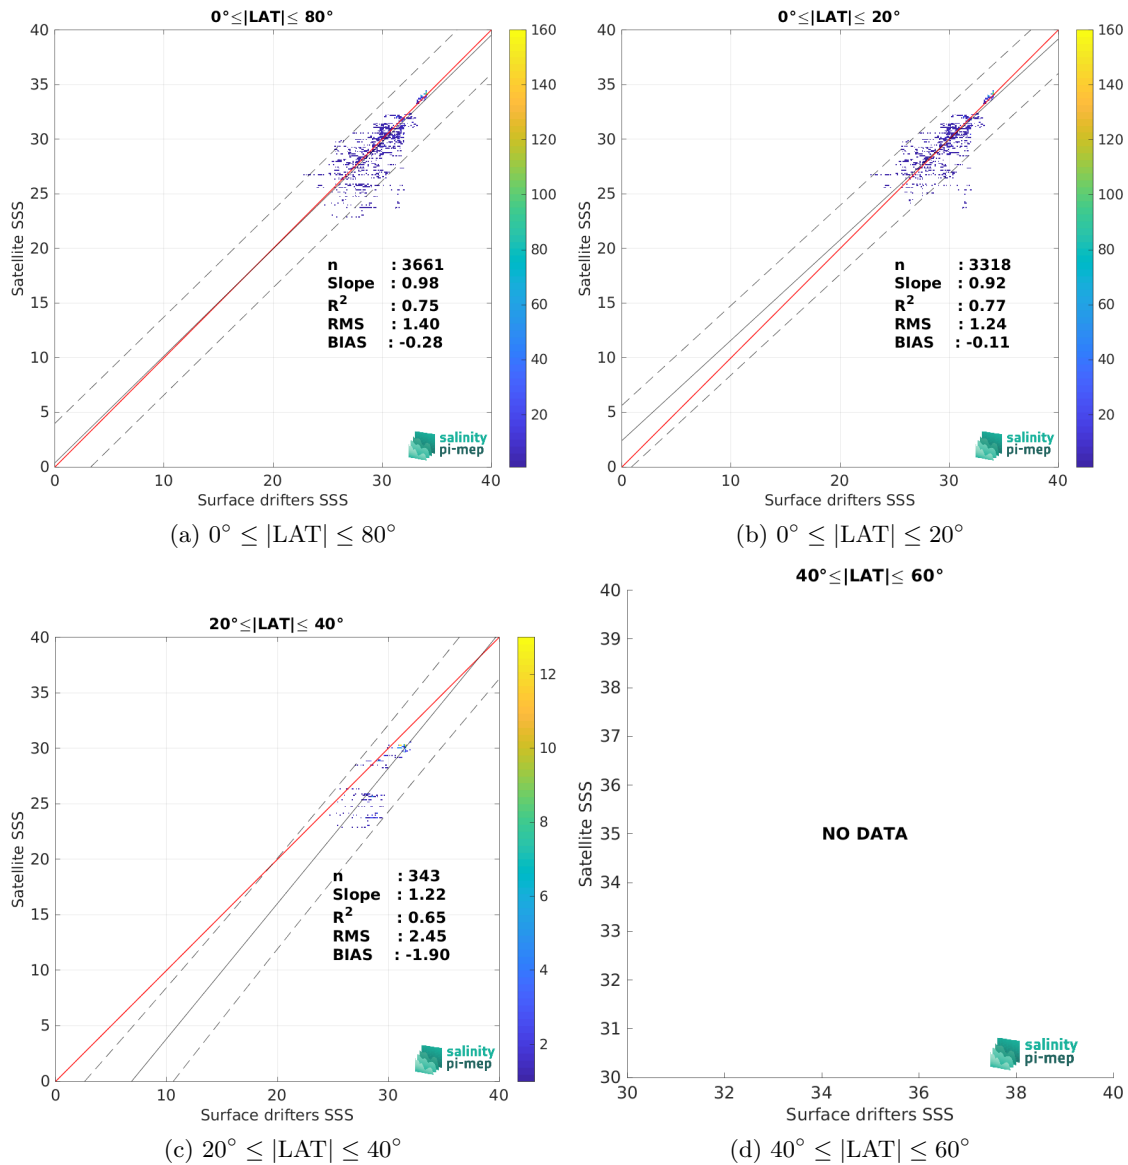 0°≤|LAT|≤ 80°
40
35
30
25
20
15
10
5
0
0
10
20
30
40
Satellite SSS
Surface drifters SSS
n : 3661
Slope : 0.98
R² : 0.75
RMS : 1.40
BIAS : -0.28
salinity
pi-mep
160
140
120
100
80
60
40
20
(a) 0° ≤ |LAT| ≤ 80°
0°≤|LAT|≤ 20°
40
35
30
25
20
15
10
5
0
0
10
20
30
40
Satellite SSS
Surface drifters SSS
n : 3318
Slope : 0.92
R² : 0.77
RMS : 1.24
BIAS : -0.11
salinity
pi-mep
160
140
120
100
80
60
40
20
(b) 0° ≤ |LAT| ≤ 20°
20°≤|LAT|≤ 40°
40
35
30
25
20
15
10
5
0
0
10
20
30
40
Satellite SSS
Surface drifters SSS
n : 343
Slope : 1.22
R² : 0.65
RMS : 2.45
BIAS : -1.90
salinity
pi-mep
12
10
8
6
4
2
(c) 20° ≤ |LAT| ≤ 40°
40°≤|LAT|≤ 60°
40
39
38
37
36
35
34
33
32
31
30
30
32
34
36
38
40
Satellite SSS
Surface drifters SSS
NO DATA
salinity
pi-mep
(d) 40° ≤ |LAT| ≤ 60°